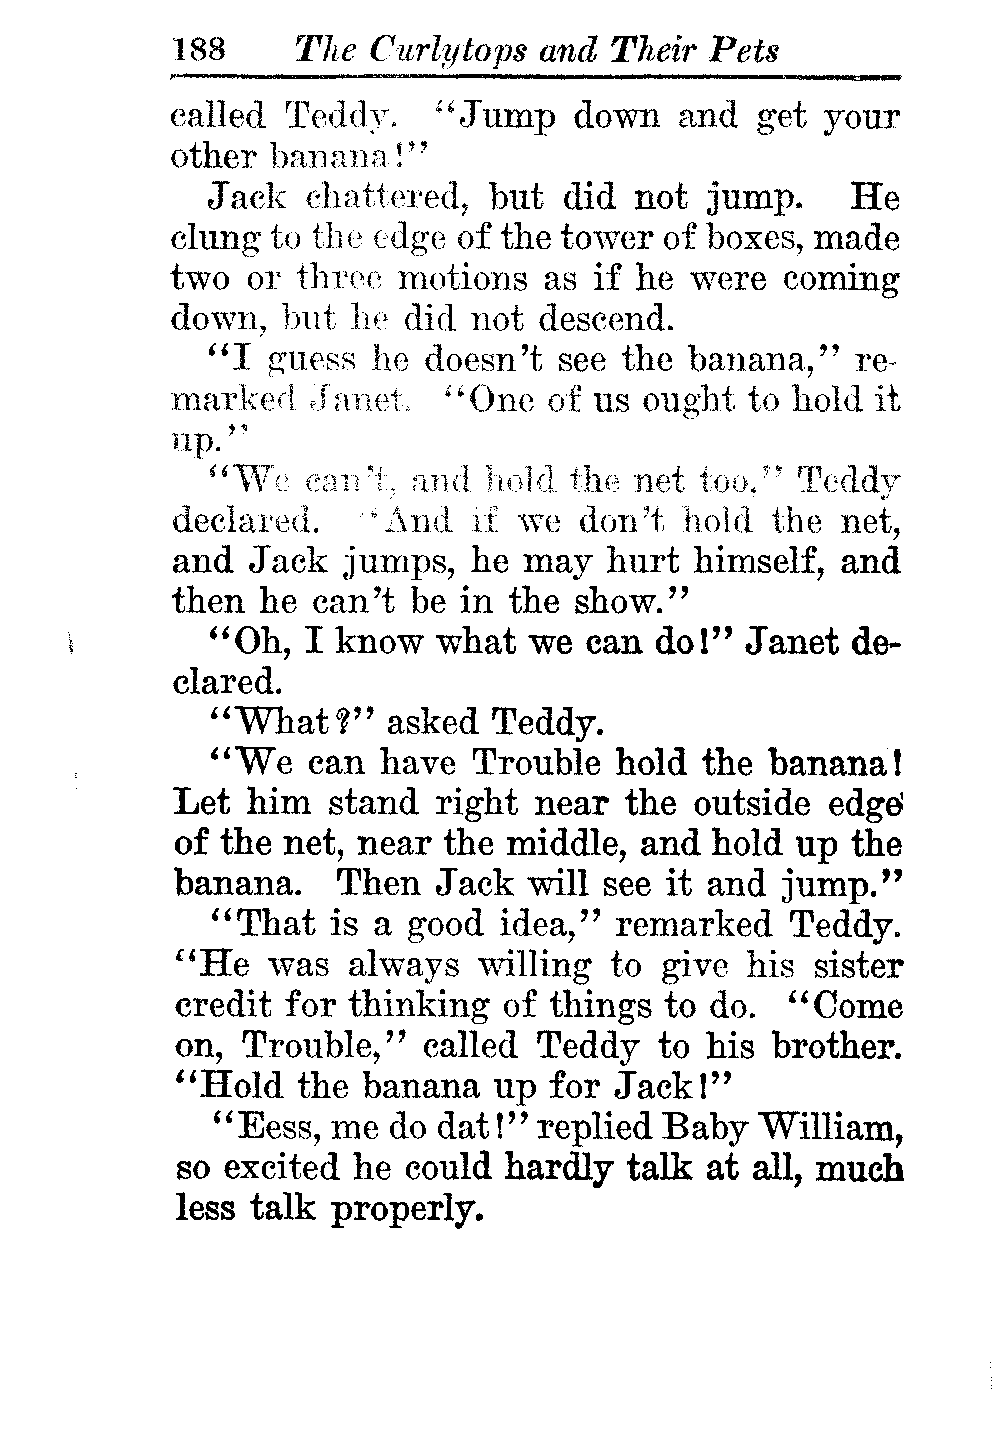 188 The Curlytops and Their Pets
called Teddy. "Jump down and get your
other banana!"
Jack chattered, but did not jump. He
clung to the edge of the tower of boxes, made
two or three motions as if he were coming
down, but he did not descend.
"I guess he doesn't see the banana," re-
marked Janet. "One of us ought to hold it
up."
"We can't, and hold the net too." Teddy
declared. "And if we don't hold the net,
and Jack jumps, he may hurt himself, and
then he can't be in the show."
"Oh, I know what we can do!" Janet de-
clared.
"What?" asked Teddy.
"We can have Trouble hold the banana!
Let him stand right near the outside edge
of the net, near the middle, and hold up the
banana. Then Jack will see it and jump."
"That is a good idea," remarked Teddy.
"He was always willing to give his sister
credit for thinking of things to do. "Come
on, Trouble," called Teddy to his brother.
"Hold the banana up for Jack!"
"Eess, me do dat!" replied Baby William,
so excited he could hardly talk at all, much
less talk properly.